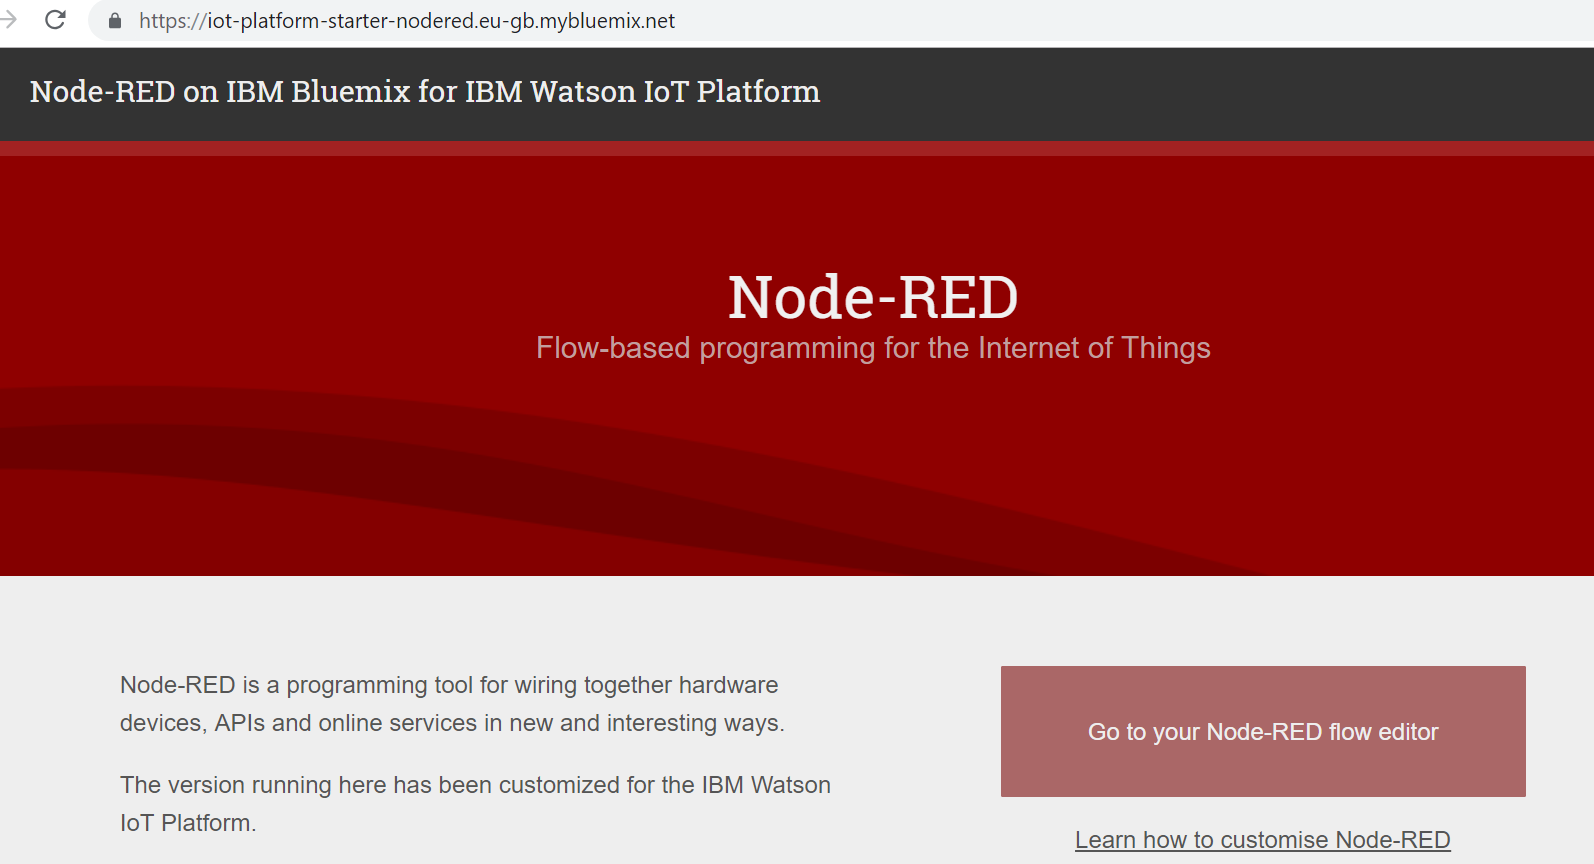 https://iot-platform-starter-nodered.eu-gb.mybluemix.net
Node-RED on IBM Bluemix for IBM Watson IoT Platform
Node-RED
Flow-based programming for the Internet of Things
Node-RED is a programming tool for wiring together hardware
devices, APIs and online services in new and interesting ways.
The version running here has been customized for the IBM Watson
IoT Platform.
Go to your Node-RED flow editor
Learn how to customise Node-RED